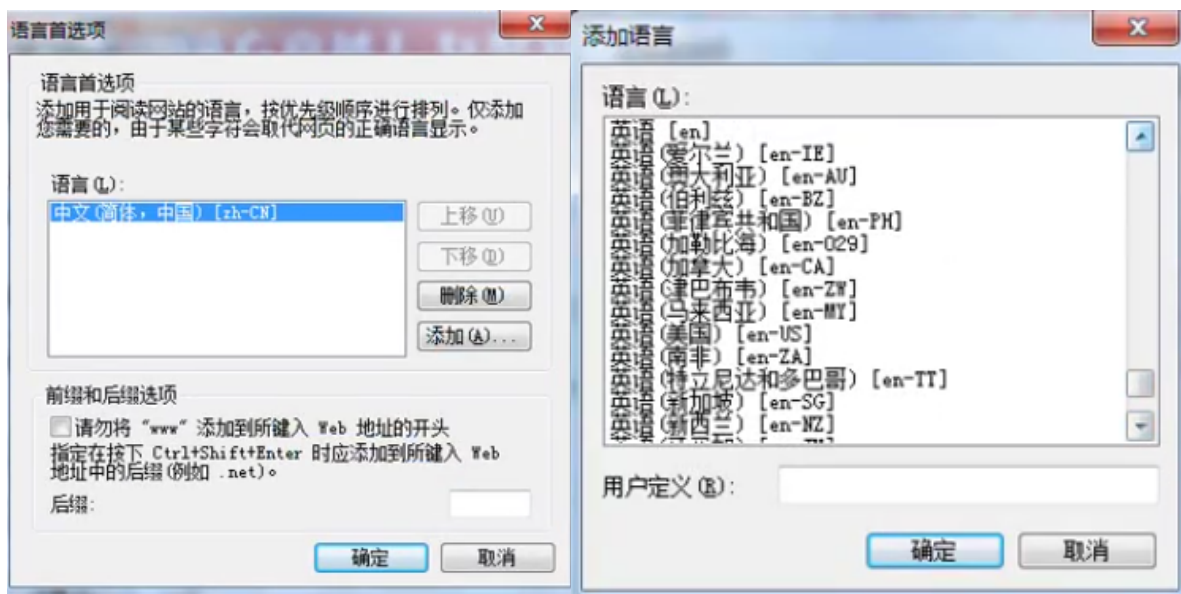 语言首选项
语言首选项
添加用于阅读网站的语言，按优先级顺序进行排列。仅添加
您需要的，由于某些字符会取代网页的正确语言显示。
语言(L):
中文(简体，中国) [zh-CN]
上移(U)
下移(D)
删除(M)
添加(A)...
前缀和后缀选项
请勿将 "www" 添加到所键入 Web 地址的开头
指定在按下 Ctrl+Shift+Enter 时应添加到所键入 Web
地址中的后缀(例如 .net)。
后缀:
确定
取消
添加语言
语言(L):
英语 [en]
英语(爱尔兰) [en-IE]
英语(澳大利亚) [en-AU]
英语(伯利兹) [en-BZ]
英语(菲律宾共和国) [en-PH]
英语(加勒比海) [en-029]
英语(加拿大) [en-CA]
英语(津巴布韦) [en-ZW]
英语(马来西亚) [en-MY]
英语(美国) [en-US]
英语(南非) [en-ZA]
英语(特立尼达和多巴哥) [en-TT]
英语(新加坡) [en-SG]
英语(新西兰) [en-NZ]
用户定义(R):
确定
取消